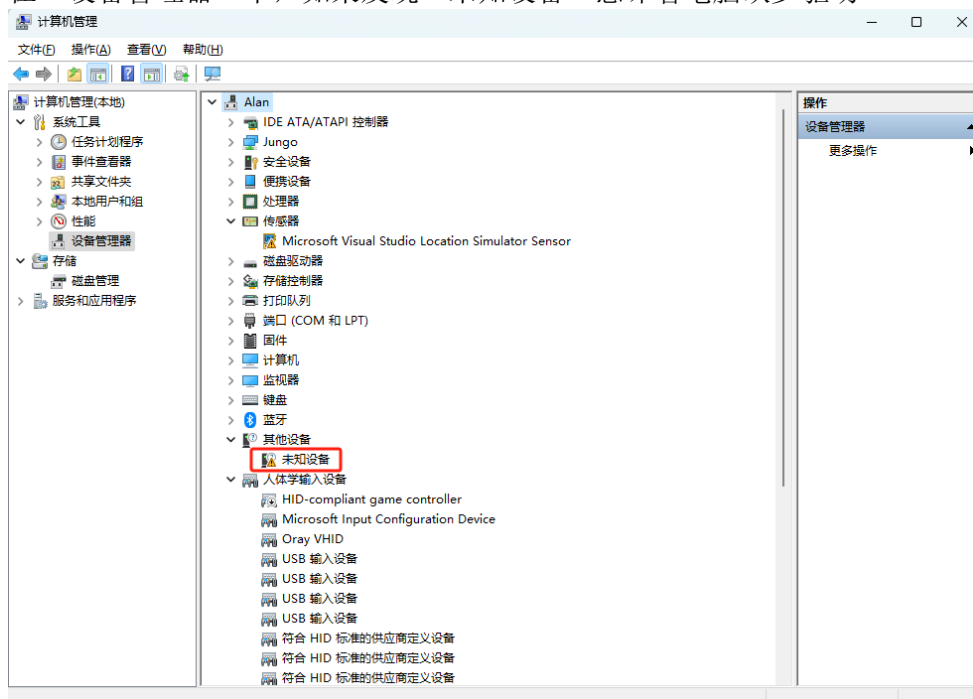 计算机管理
文件(F) 操作(A) 查看(V) 帮助(H)
计算机管理(本地)
系统工具
任务计划程序
事件查看器
共享文件夹
本地用户和组
性能
设备管理器
存储
磁盘管理
服务和应用程序
Alan
IDE ATA/ATAPI 控制器
Jungo
安全设备
便携设备
处理器
传感器
Microsoft Visual Studio Location Simulator Sensor
磁盘驱动器
存储控制器
打印队列
端口 (COM 和 LPT)
固件
计算机
监视器
键盘
蓝牙
其他设备
未知设备
人体学输入设备
HID-compliant game controller
Microsoft Input Configuration Device
Oray VHID
USB 输入设备
USB 输入设备
USB 输入设备
USB 输入设备
符合 HID 标准的供应商定义设备
符合 HID 标准的供应商定义设备
符合 HID 标准的供应商定义设备
操作
设备管理器
更多操作